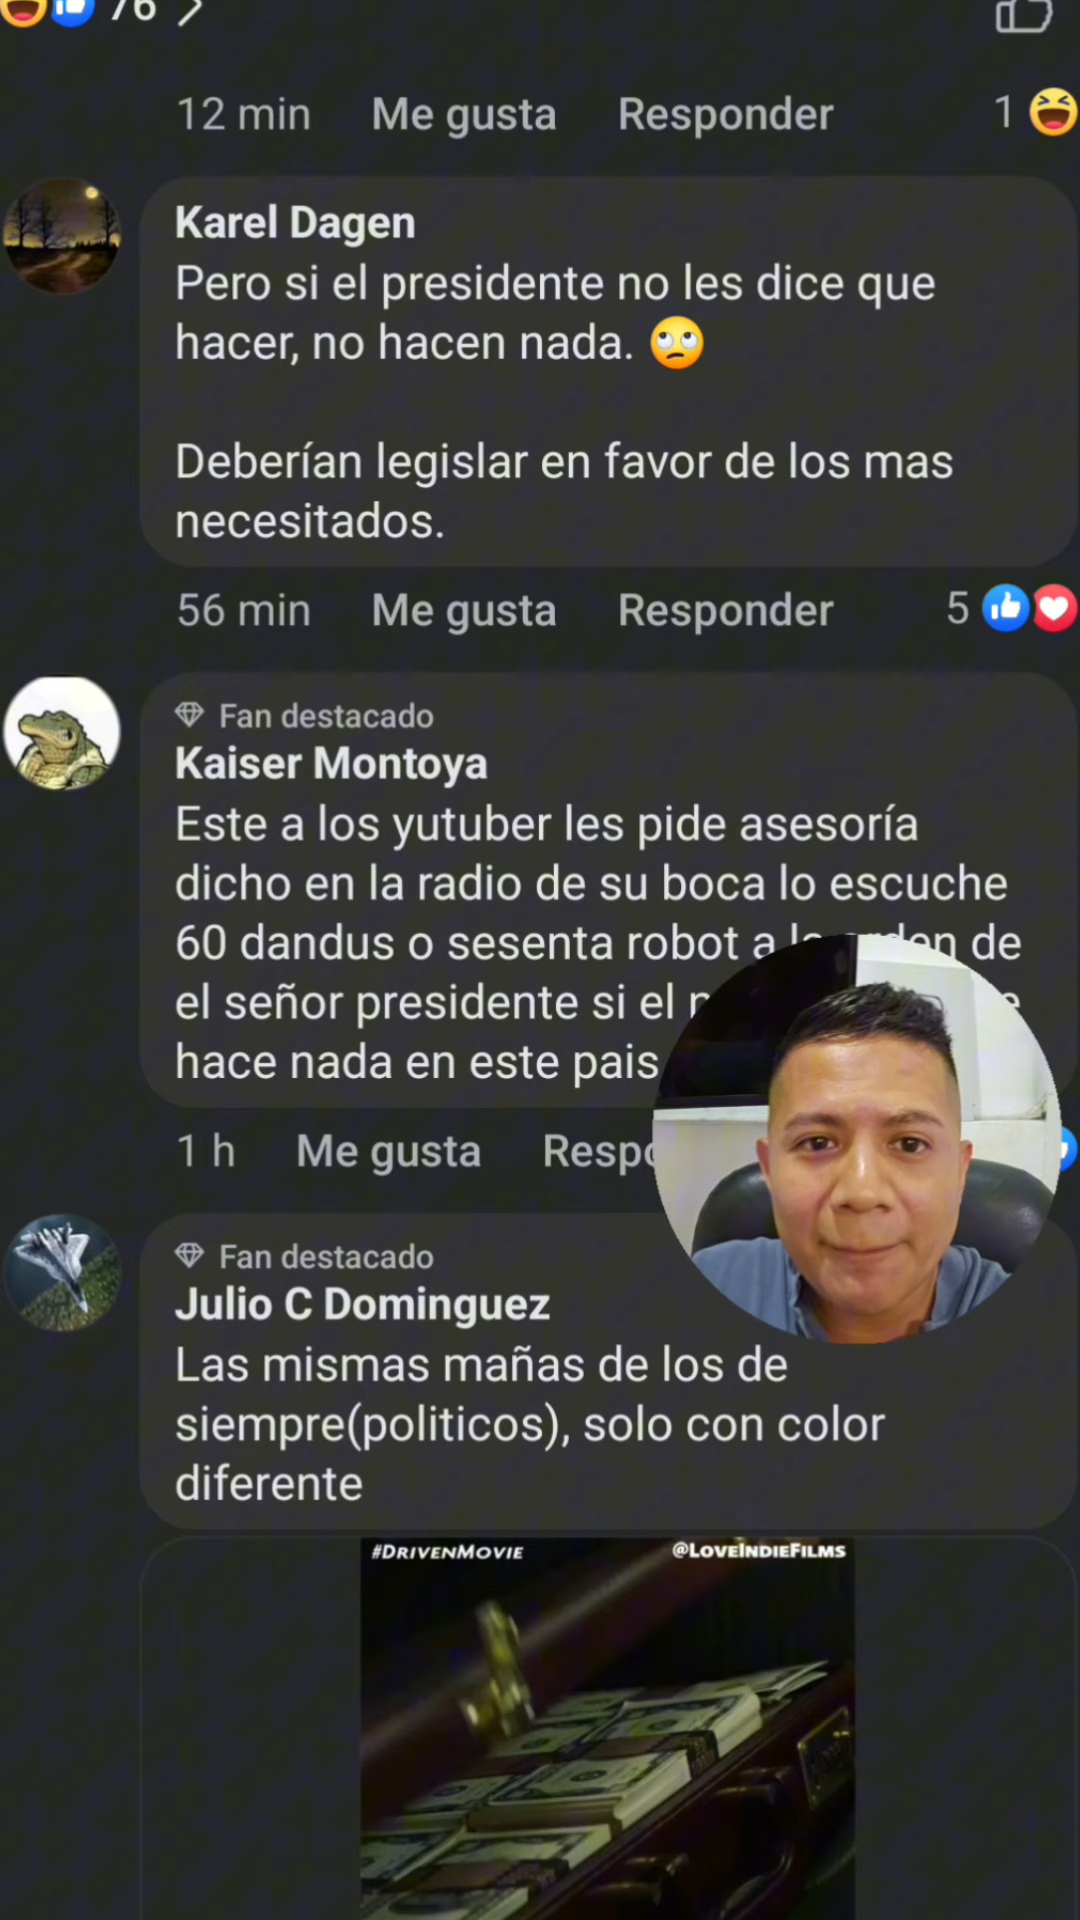 76
12 min Me gusta Responder 1
Karel Dagen
Pero si el presidente no les dice que
hacer, no hacen nada. 🙄
Deberían legislar en favor de los mas
necesitados.
56 min Me gusta Responder 5
Fan destacado
Kaiser Montoya
Este a los yutuber les pide asesoría
dicho en la radio de su boca lo escuche
60 dandus o sesenta robot a de
el señor presidente si el
hace nada en este pais
1 h Me gusta
Fan destacado
Julio C Dominguez
Las mismas mañas de los de
siempre(politicos), solo con color
diferente
#DRIVENMOVIE @LOVEINDIEFILMS